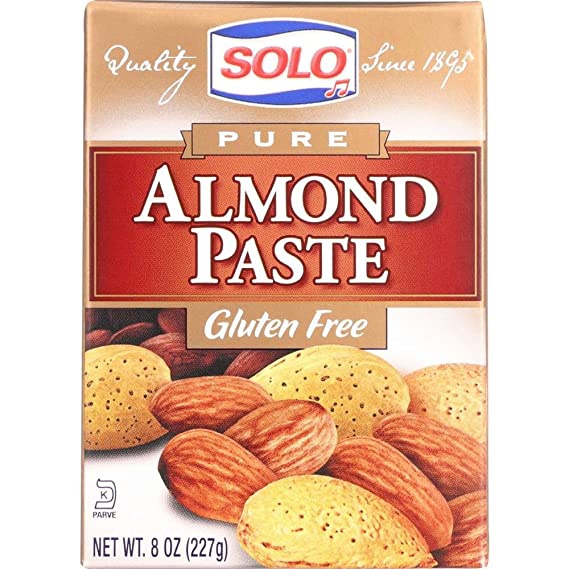 Quality SOLO® Since 1895
PURE
ALMOND
PASTE
Gluten Free
K
PARVE
NET WT. 8 OZ (227g)